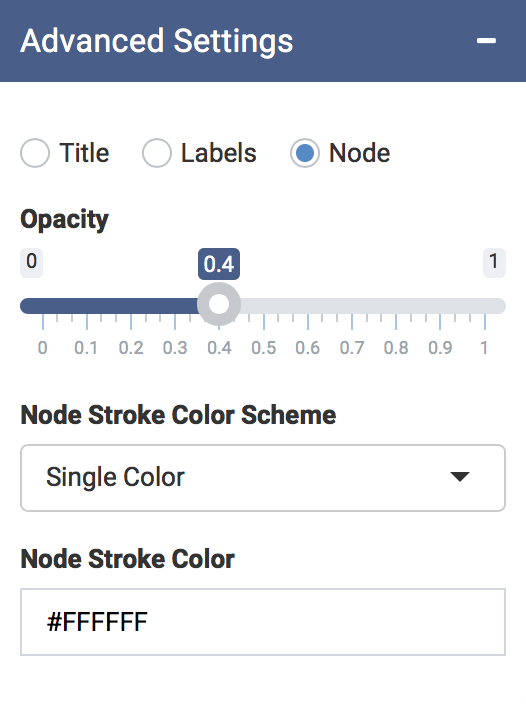 Advanced Settings
Title Labels Node
Opacity
0 0.4 1
0 0.1 0.2 0.3 0.4 0.5 0.6 0.7 0.8 0.9 1
Node Stroke Color Scheme
Single Color
Node Stroke Color
#FFFFFF